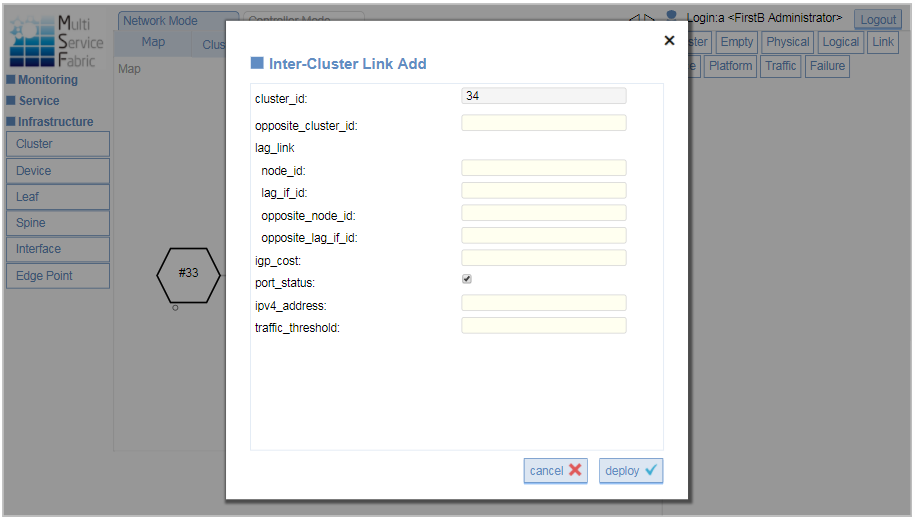 Multi
Service
Fabric
Network Mode
Controller Mode
Login:a <FirstB Administrator>
Logout
Map
Empty
Physical
Logical
Link
Platform
Traffic
Failure
Map
Monitoring
Service
Infrastructure
Cluster
Device
Leaf
Spine
Interface
Edge Point
#33
Inter-Cluster Link Add
cluster_id: 34
opposite_cluster_id:
lag_link
node_id:
lag_if_id:
opposite_node_id:
opposite_lag_if_id:
igp_cost:
port_status:
ipv4_address:
traffic_threshold:
cancel
deploy